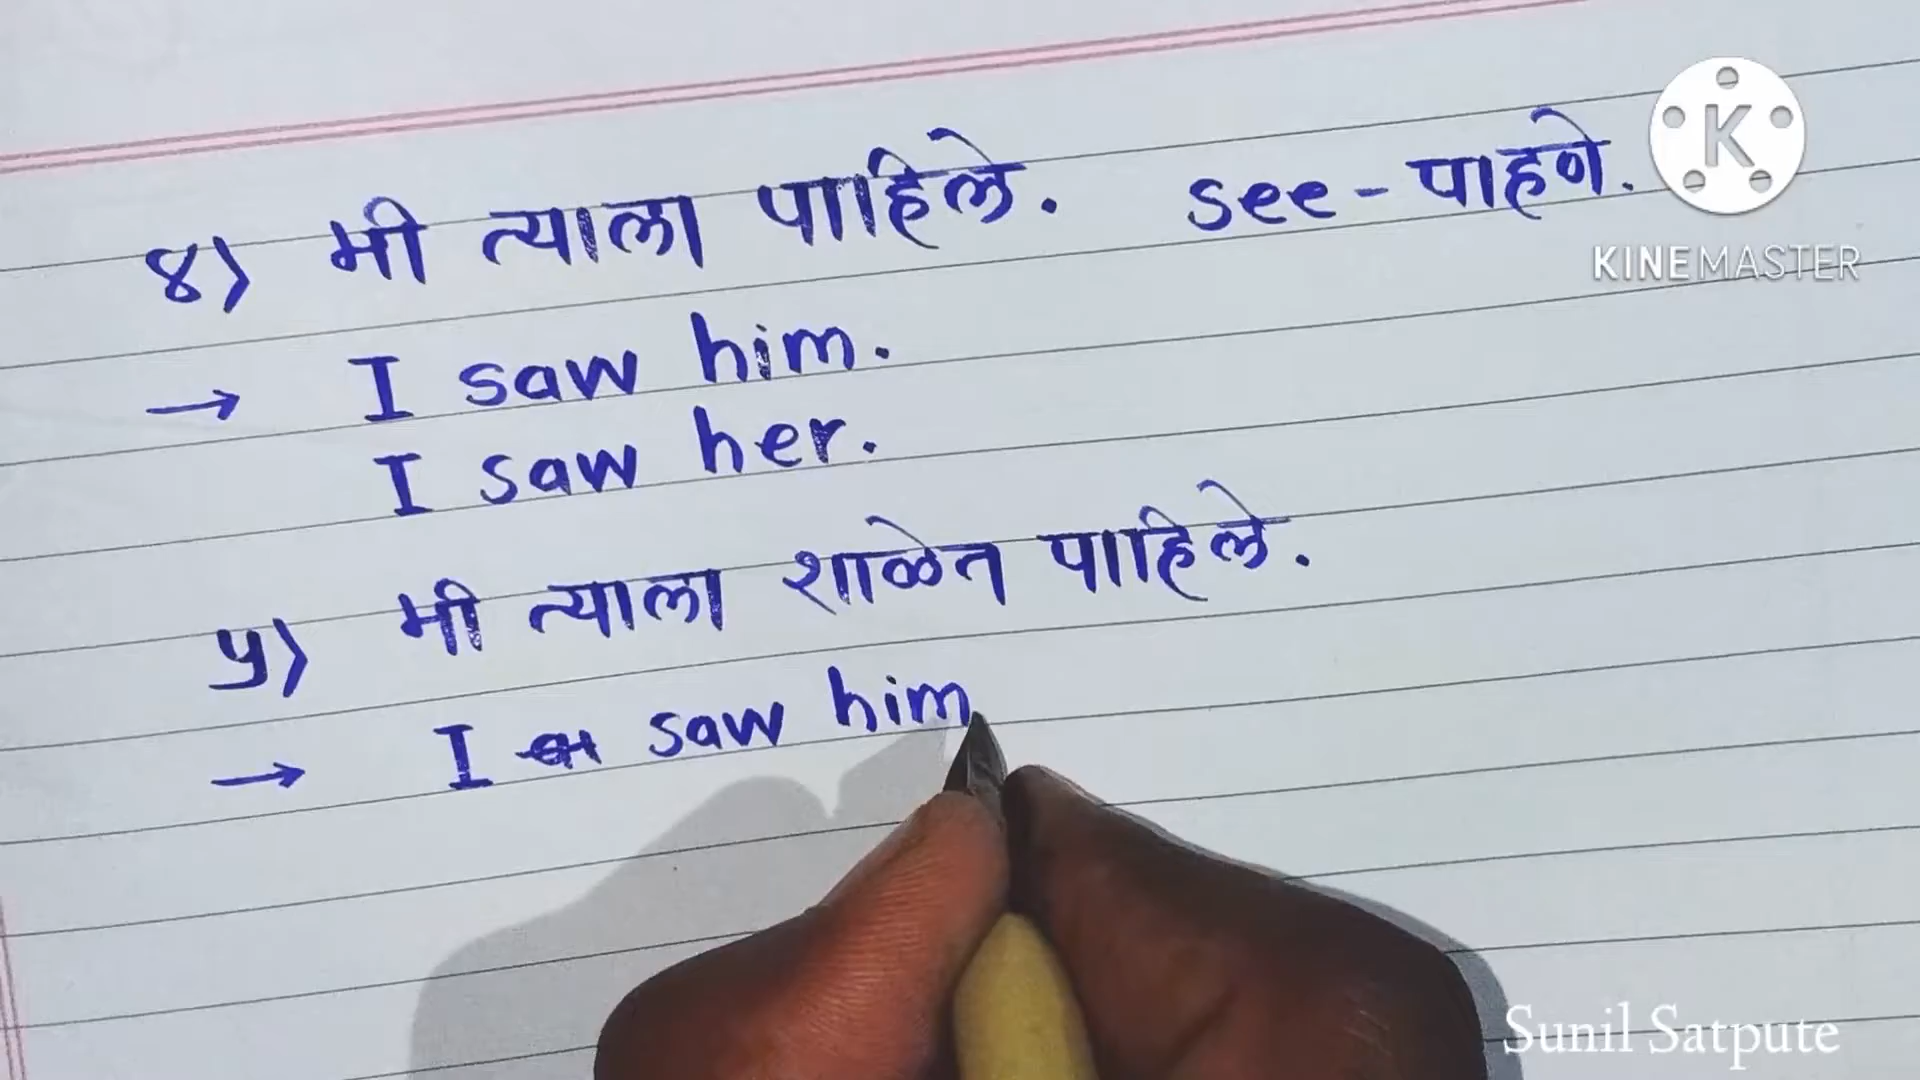 ४) मी त्याला पाहिले. see - पाहणे.
→ I saw him.
I saw her.
५) मी त्याला शाळेत पाहिले.
→ I saw him
K
KINEMASTER
Sunil Satpute